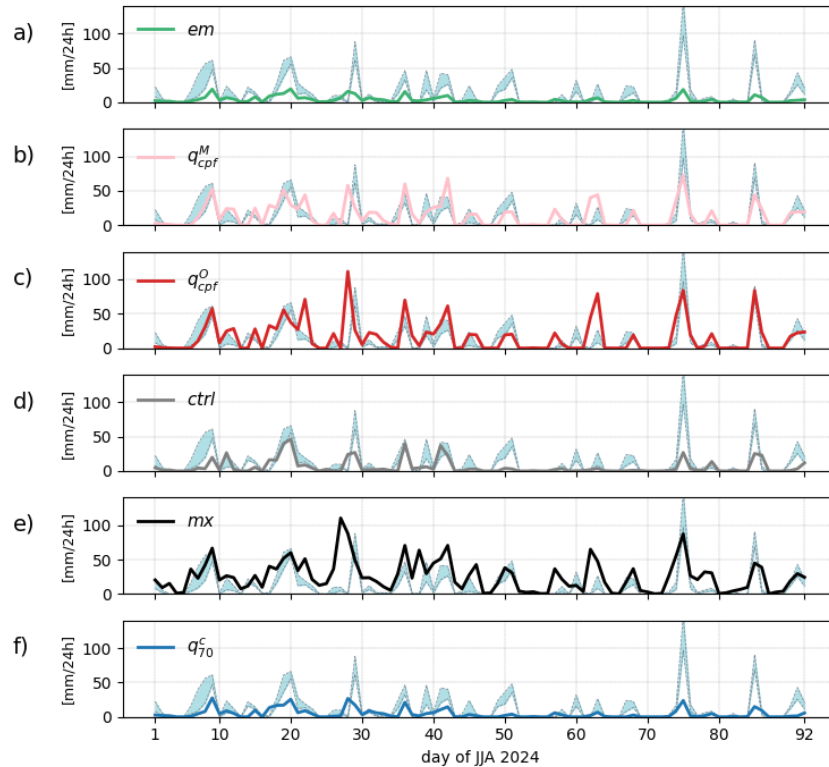 a)
em
[mm/24h]
100
50
0
b)
q^M_cpf
[mm/24h]
100
50
0
c)
q^O_cpf
[mm/24h]
100
50
0
d)
ctrl
[mm/24h]
100
50
0
e)
mx
[mm/24h]
100
50
0
f)
q^c_70
[mm/24h]
100
50
0
1 10 20 30 40 50 60 70 80 92
day of JJA 2024